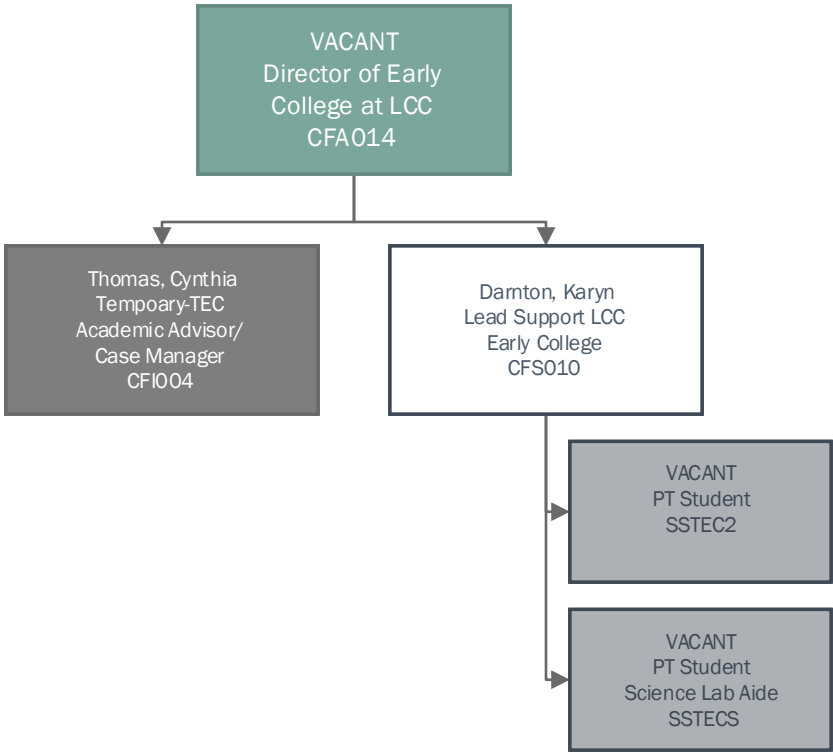 VACANT
Director of Early
College at LCC
CFA014
Thomas, Cynthia
Tempoary-TEC
Academic Advisor/
Case Manager
CFI004
Darnton, Karyn
Lead Support LCC
Early College
CFS010
VACANT
PT Student
SSTEC2
VACANT
PT Student
Science Lab Aide
SSTECS